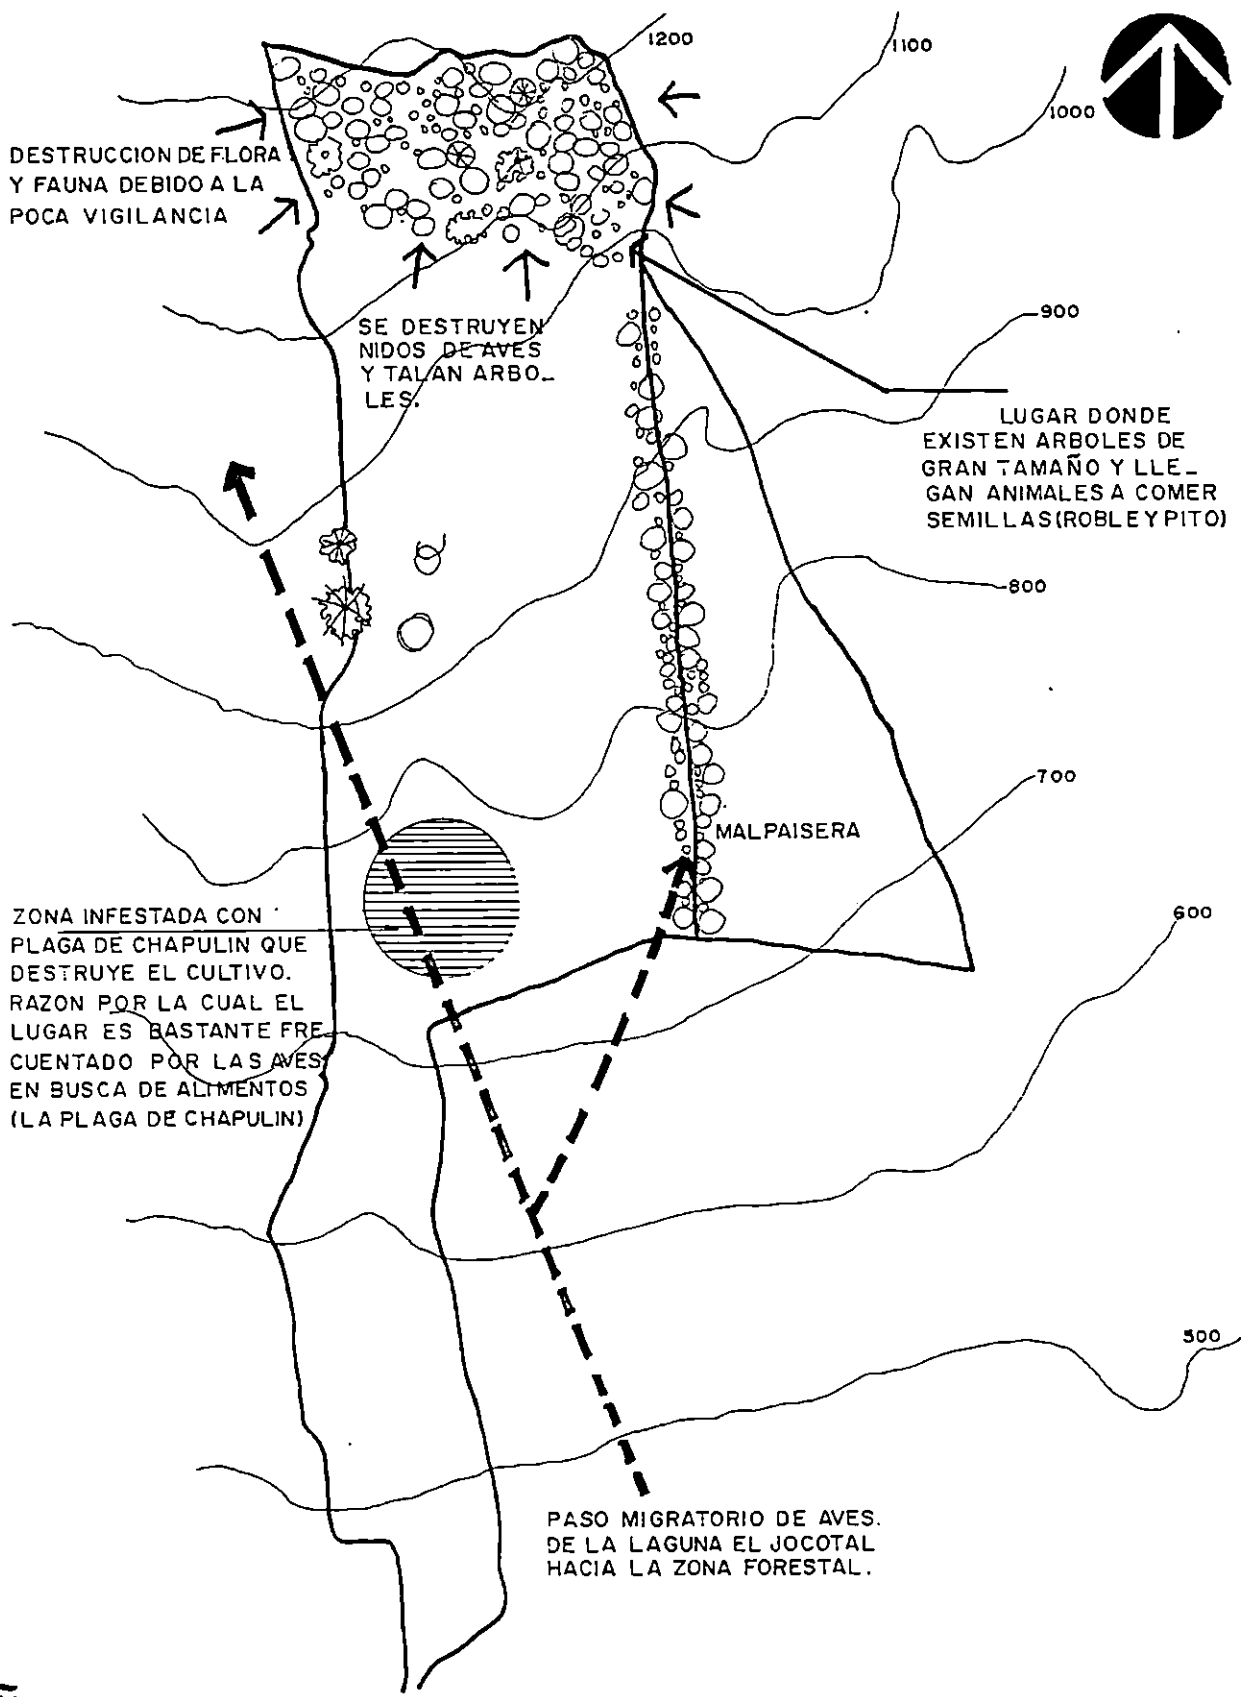 1200
1100
1000
DESTRUCCION DE FLORA
Y FAUNA DEBIDO A LA
POCA VIGILANCIA
SE DESTRUYEN
NIDOS DE AVES
Y TALAN ARBO_
LES.
900
LUGAR DONDE
EXISTEN ARBOLES DE
GRAN TAMAÑO Y LLE_
GAN ANIMALES A COMER
SEMILLAS(ROBLE Y PITO)
800
700
MALPAISERA
600
ZONA INFESTADA CON
PLAGA DE CHAPULIN QUE
DESTRUYE EL CULTIVO.
RAZON POR LA CUAL EL
LUGAR ES BASTANTE FRE
CUENTADO POR LAS AVES
EN BUSCA DE ALIMENTOS
(LA PLAGA DE CHAPULIN)
500
PASO MIGRATORIO DE AVES.
DE LA LAGUNA EL JOCOTAL
HACIA LA ZONA FORESTAL.